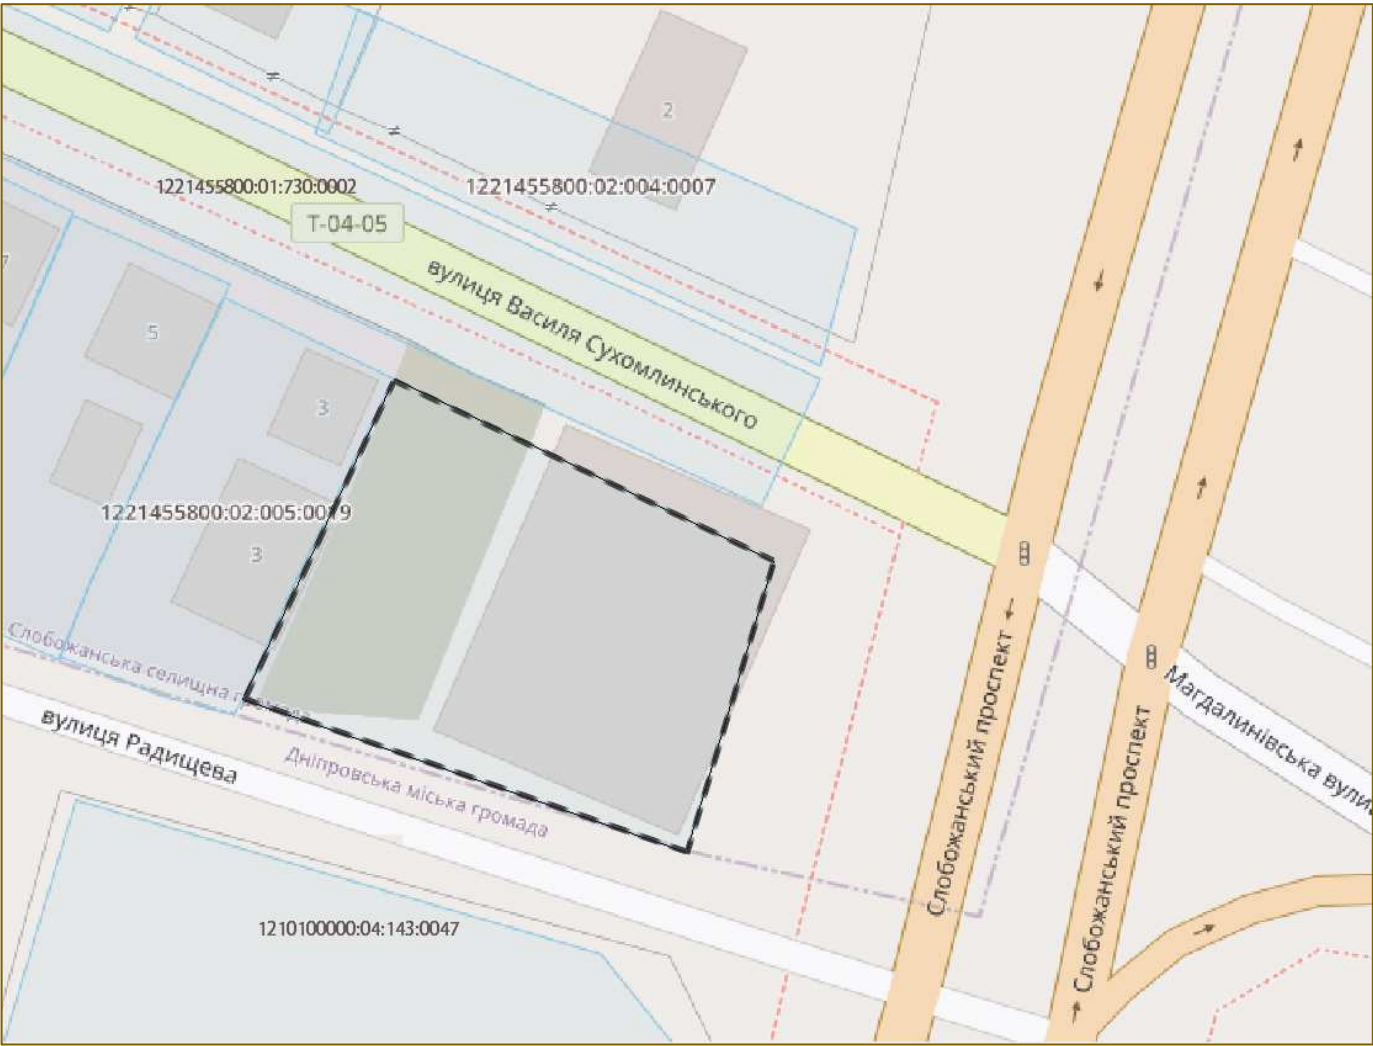 2
1221455800:01:730:0002
1221455800:02:004:0007
T-04-05
вулиця Василя Сухомлинського
7
5
3
1221455800:02:005:0019
3
Слобожанська селищна громада
вулиця Радищева
Дніпровська міська громада
Слобожанський проспект
Слобожанський проспект
Магдалинівська вули
1210100000:04:143:0047